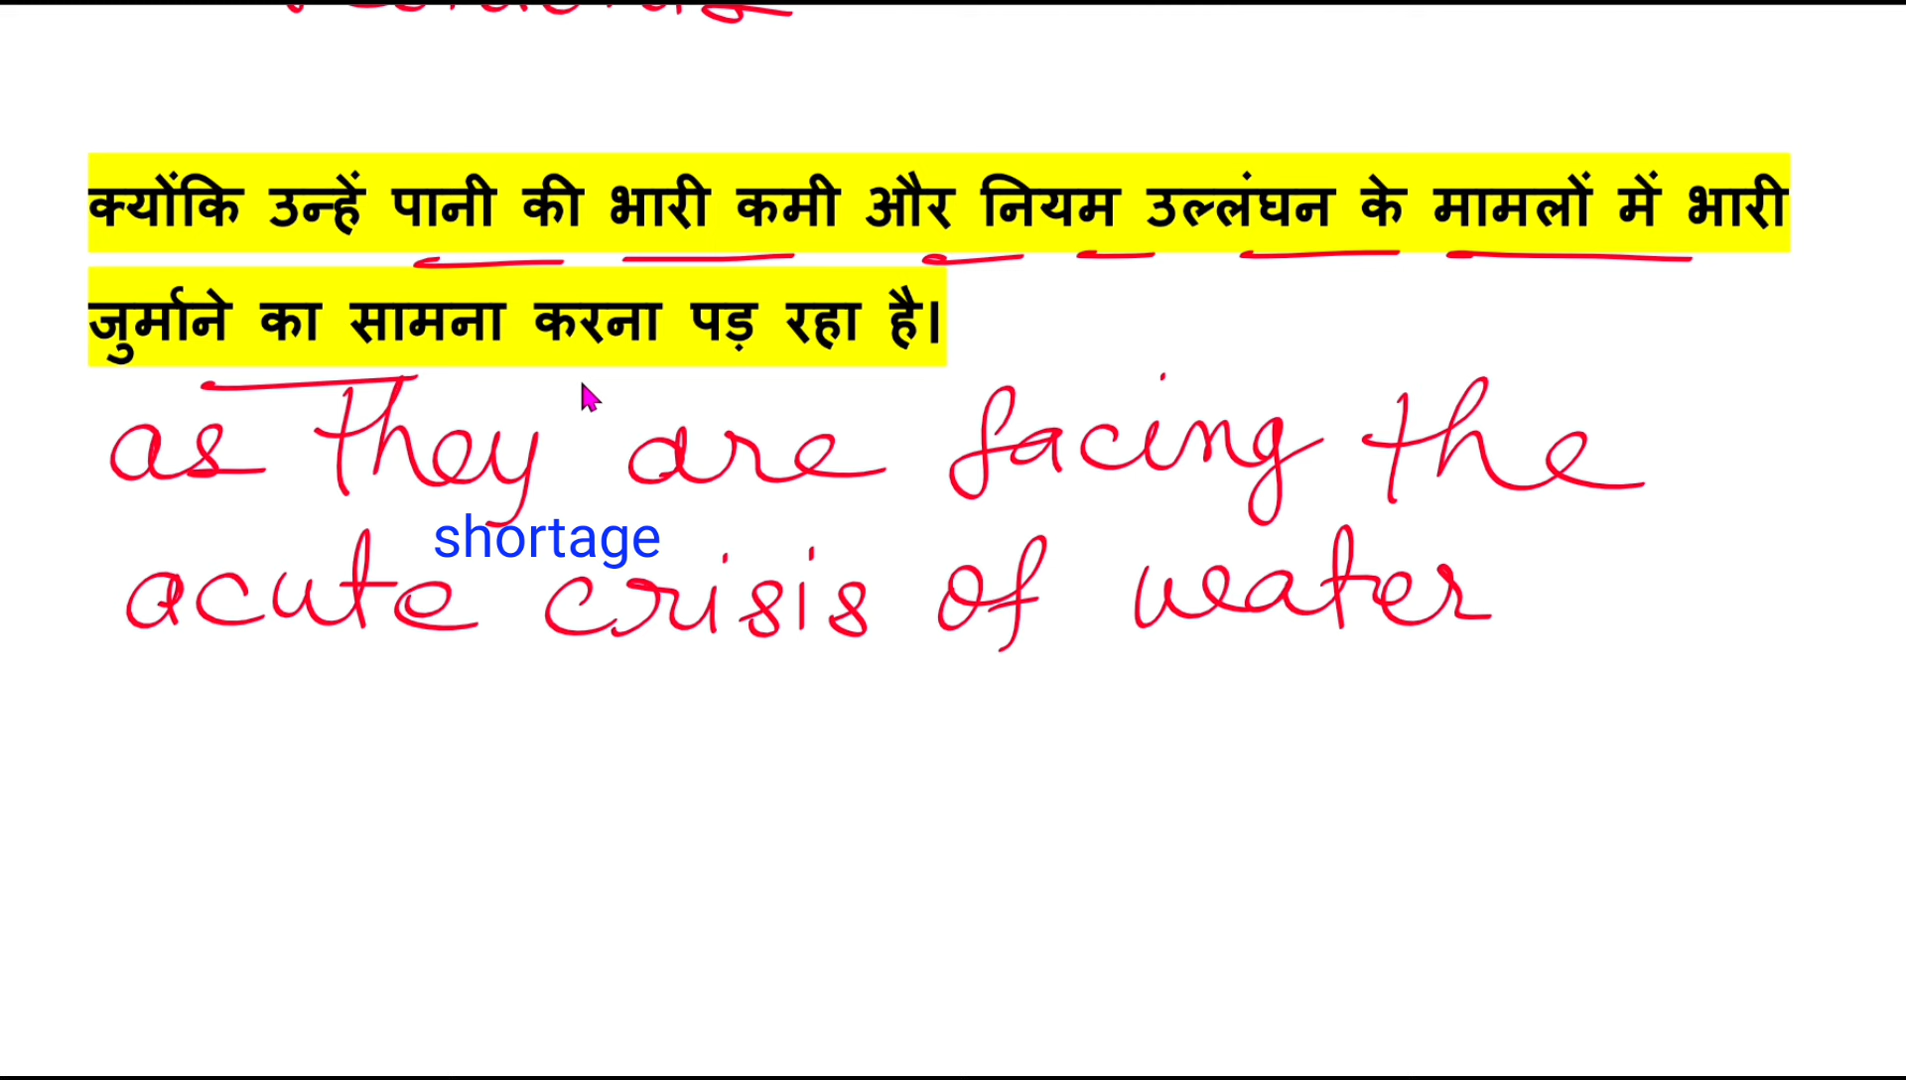 क्योंकि उन्हें पानी की भारी कमी और नियम उल्लंघन के मामलों में भारी
जुर्माने का सामना करना पड़ रहा है।
as they are facing the
shortage
acute crisis of water